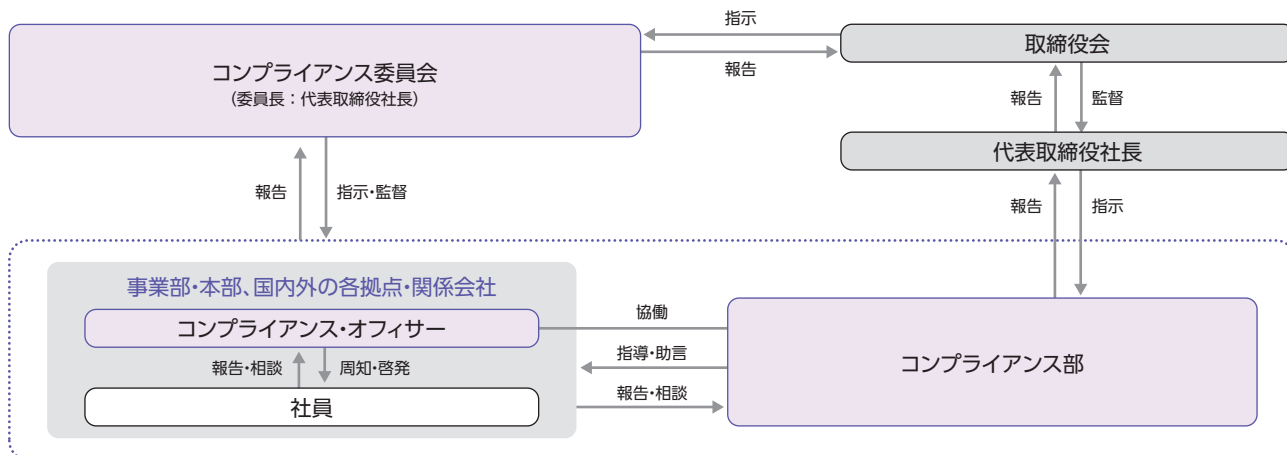 指示
取締役会
コンプライアンス委員会
(委員長：代表取締役社長)
報告
報告
監督
代表取締役社長
報告
指示・監督
報告
指示
事業部・本部、国内外の各拠点・関係会社
コンプライアンス・オフィサー
協働
報告・相談
周知・啓発
指導・助言
コンプライアンス部
社員
報告・相談